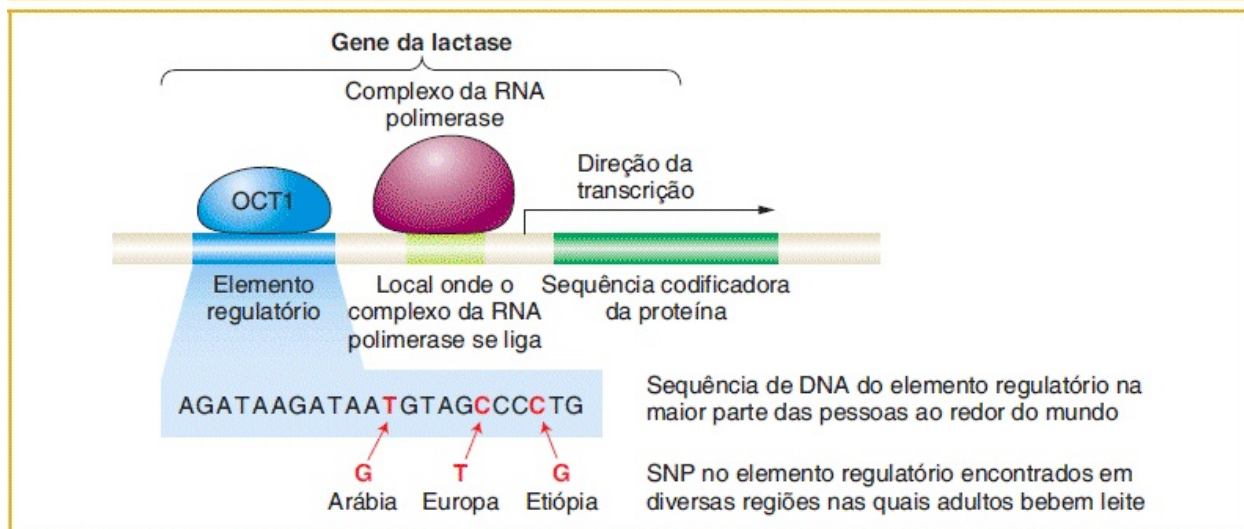 Gene da lactase
Complexo da RNA
polimerase
OCT1
Direção da
transcrição
Elemento
regulatório
Local onde o
complexo da RNA
polimerase se liga
Sequência codificadora
da proteína
AGATAAGATAATGTAGCCCCTG
Sequência de DNA do elemento regulatório na
maior parte das pessoas ao redor do mundo
G
Arábia
T
Europa
G
Etiópia
SNP no elemento regulatório encontrados em
diversas regiões nas quais adultos bebem leite